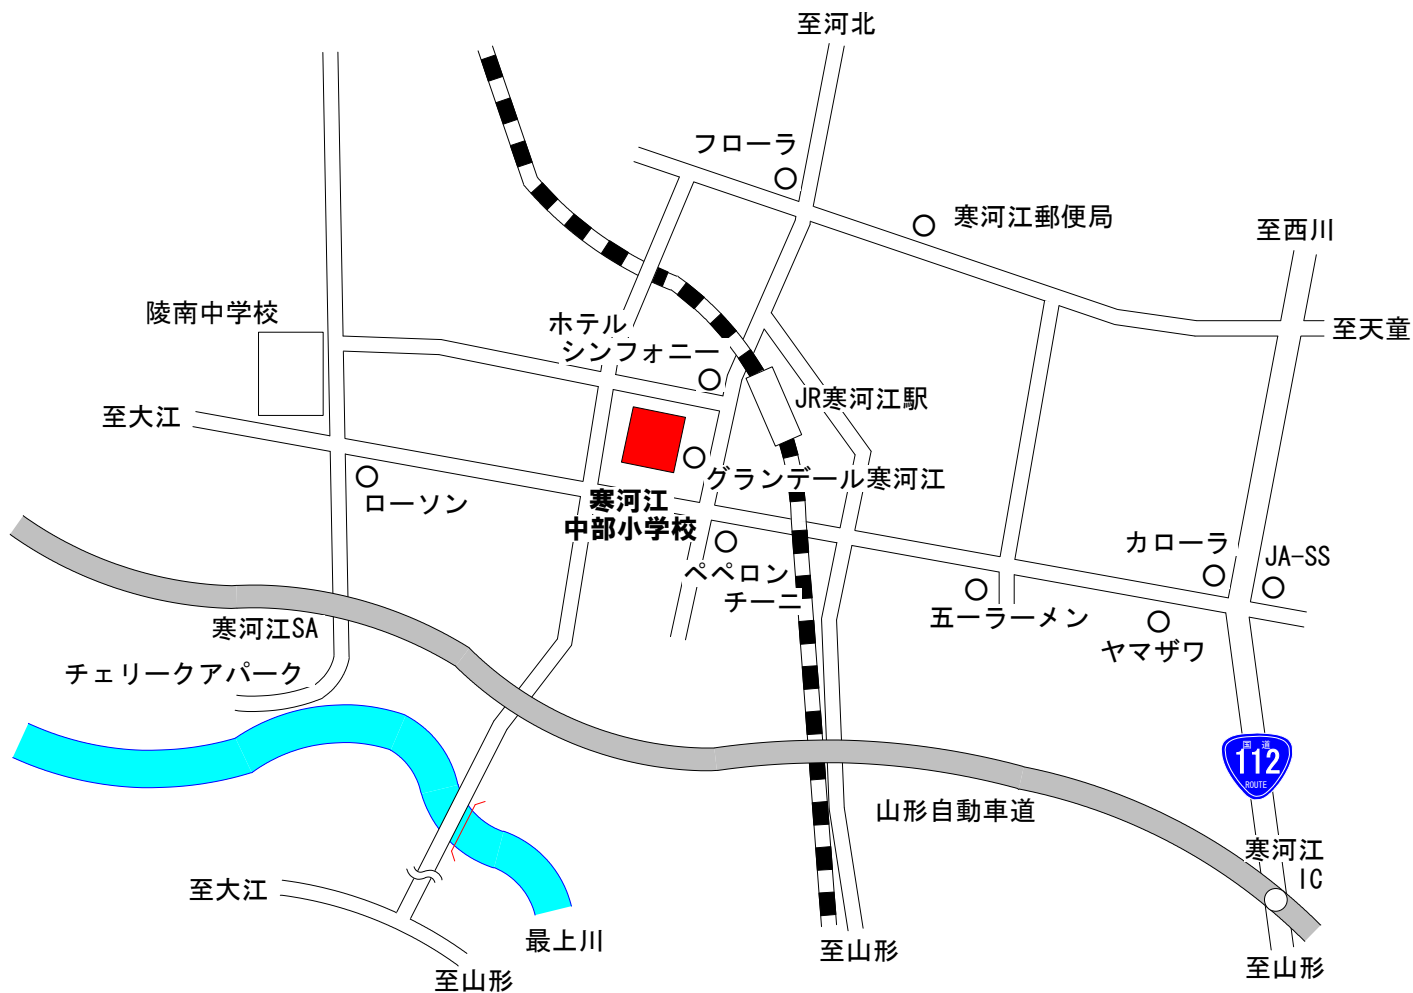 至河北
フローラ
寒河江郵便局
至西川
陵南中学校
ホテル
シンフォニー
至天童
JR寒河江駅
至大江
グランデール寒河江
ローソン
寒河江
中部小学校
カローラ
JA-SS
ペペロン
チーニ
五一ラーメン
寒河江SA
ヤマザワ
チェリークアパーク
国道
112
ROUTE
山形自動車道
寒河江
IC
至大江
最上川
至山形
至山形
至山形